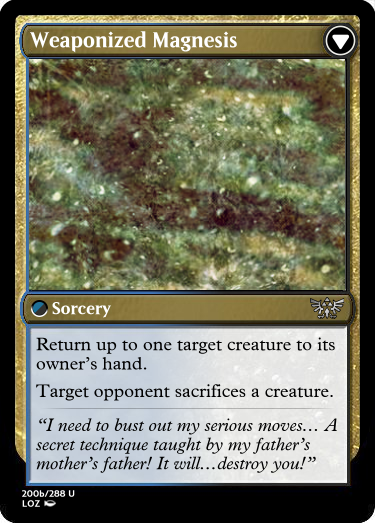 Weaponized Magnesis
Sorcery
Return up to one target creature to its
owner's hand.
Target opponent sacrifices a creature.
"I need to bust out my serious moves… A
secret technique taught by my father's
mother's father! It will…destroy you!"
200b/288 U
LOZ